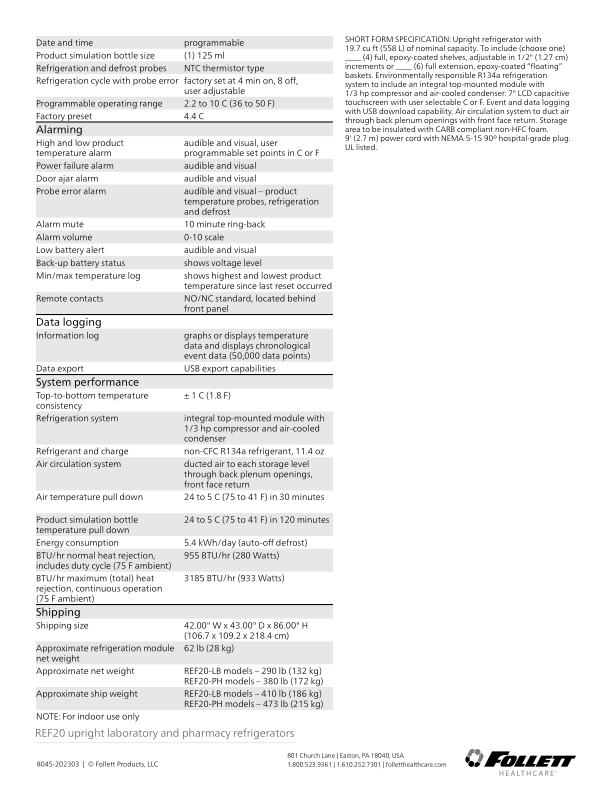 Date and time programmable
Product simulation bottle size (1) 125 ml
Refrigeration and defrost probes NTC thermistor type
Refrigeration cycle with probe error factory set at 4 min on, 8 off,
user adjustable
Programmable operating range 2.2 to 10 C (36 to 50 F)
Factory preset 4.4 C
Alarming
High and low product audible and visual, user
temperature alarm programmable set points in C or F
Power failure alarm audible and visual
Door ajar alarm audible and visual
Probe error alarm audible and visual – product
temperature probes, refrigeration
and defrost
Alarm mute 10 minute ring-back
Alarm volume 0-10 scale
Low battery alert audible and visual
Back-up battery status shows voltage level
Min/max temperature log shows highest and lowest product
temperature since last reset occurred
Remote contacts NO/NC standard, located behind
front panel
Data logging
Information log graphs or displays temperature
data and displays chronological
event data (50,000 data points)
Data export USB export capabilities
System performance
Top-to-bottom temperature ± 1 C (1.8 F)
consistency
Refrigeration system integral top-mounted module with
1/3 hp compressor and air-cooled
condenser
Refrigerant and charge non-CFC R134a refrigerant, 11.4 oz
Air circulation system ducted air to each storage level
through back plenum openings,
front face return
Air temperature pull down 24 to 5 C (75 to 41 F) in 30 minutes
Product simulation bottle 24 to 5 C (75 to 41 F) in 120 minutes
temperature pull down
Energy consumption 5.4 kWh/day (auto-off defrost)
BTU/hr normal heat rejection, 955 BTU/hr (280 Watts)
includes duty cycle (75 F ambient)
BTU/hr maximum (total) heat 3185 BTU/hr (933 Watts)
rejection, continuous operation
(75 F ambient)
Shipping
Shipping size 42.00" W x 43.00" D x 86.00" H
(106.7 x 109.2 x 218.4 cm)
Approximate refrigeration module 62 lb (28 kg)
net weight
Approximate net weight REF20-LB models – 290 lb (132 kg)
REF20-PH models – 380 lb (172 kg)
Approximate ship weight REF20-LB models – 410 lb (186 kg)
REF20-PH models – 473 lb (215 kg)
NOTE: For indoor use only
SHORT FORM SPECIFICATION: Upright refrigerator with
19.7 cu ft (558 L) of nominal capacity. To include (choose one)
____ (4) full, epoxy-coated shelves, adjustable in 1/2" (1.27 cm)
increments or ____ (6) full extension, epoxy-coated “floating”
baskets. Environmentally responsible R134a refrigeration
system to include an integral top-mounted module with
1/3 hp compressor and air-cooled condenser. 7" LCD capacitive
touchscreen with user selectable C or F. Event and data logging
with USB download capability. Air circulation system to duct air
through back plenum openings with front face return. Storage
area to be insulated with CARB compliant non-HFC foam.
9' (2.7 m) power cord with NEMA 5-15 90º hospital-grade plug.
UL listed.
REF20 upright laboratory and pharmacy refrigerators
8045-202303 | © Follett Products, LLC
801 Church Lane | Easton, PA 18040, USA
1.800.523.9361 | 1.610.252.7301 | folletthealthcare.com
FOLLETT
HEALTHCARE™